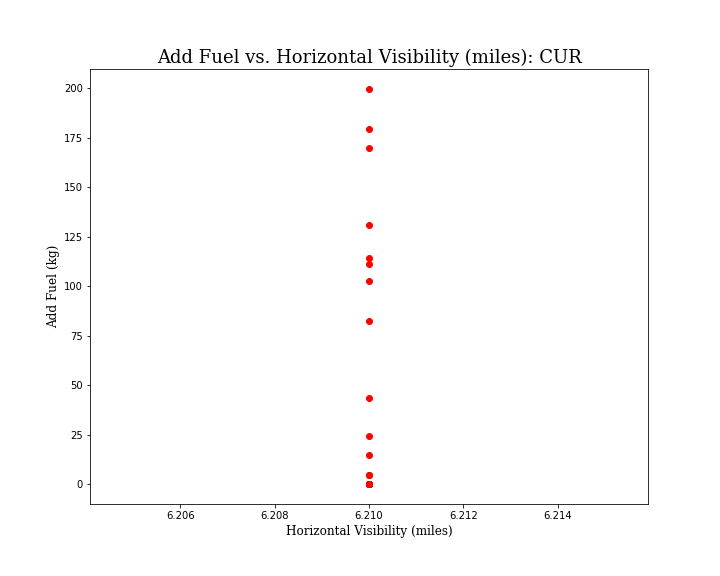 Add Fuel vs. Horizontal Visibility (miles): CUR
200
175
150
125
100
75
50
25
0
Add Fuel (kg)
6.206 6.208 6.210 6.212 6.214
Horizontal Visibility (miles)